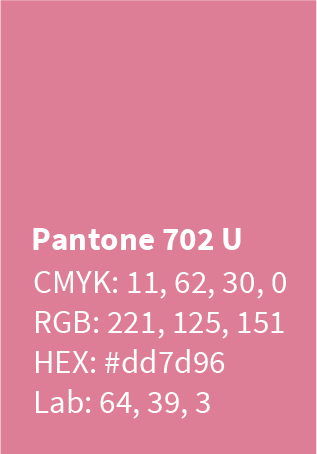 Pantone 702 U
CMYK: 11, 62, 30, 0
RGB: 221, 125, 151
HEX: #dd7d96
Lab: 64, 39, 3